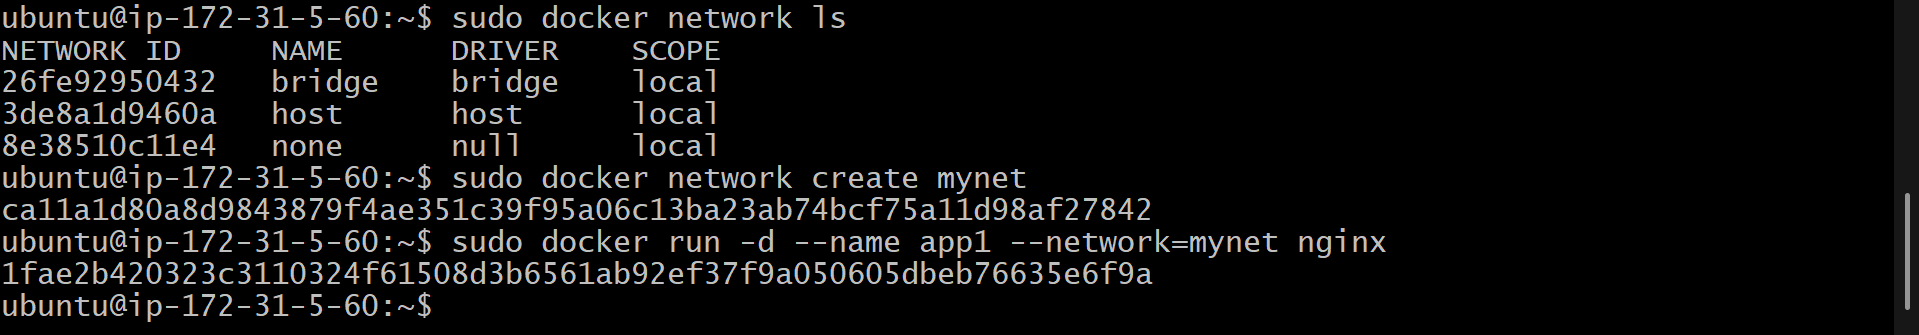 ubuntu@ip-172-31-5-60:~$ sudo docker network ls
NETWORK ID     NAME      DRIVER    SCOPE
26fe92950432   bridge    bridge    local
3de8a1d9460a   host      host      local
8e38510c11e4   none      null      local
ubuntu@ip-172-31-5-60:~$ sudo docker network create mynet
ca11a1d80a8d9843879f4ae351c39f95a06c13ba23ab74bcf75a11d98af27842
ubuntu@ip-172-31-5-60:~$ sudo docker run -d --name app1 --network=mynet nginx
1fae2b420323c3110324f61508d3b6561ab92ef37f9a050605dbeb76635e6f9a
ubuntu@ip-172-31-5-60:~$